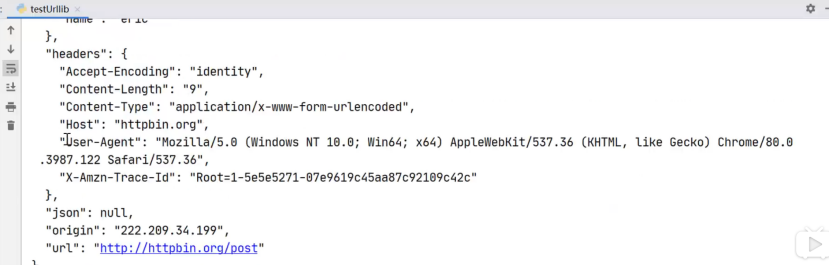 testUrllib
"name": "eric"
},
"headers": {
"Accept-Encoding": "identity",
"Content-Length": "9",
"Content-Type": "application/x-www-form-urlencoded",
"Host": "httpbin.org",
"User-Agent": "Mozilla/5.0 (Windows NT 10.0; Win64; x64) AppleWebKit/537.36 (KHTML, like Gecko) Chrome/80.0
.3987.122 Safari/537.36",
"X-Amzn-Trace-Id": "Root=1-5e5e5271-07e9619c45aa87c92109c42c"
},
"json": null,
"origin": "222.209.34.199",
"url": "http://httpbin.org/post"
}